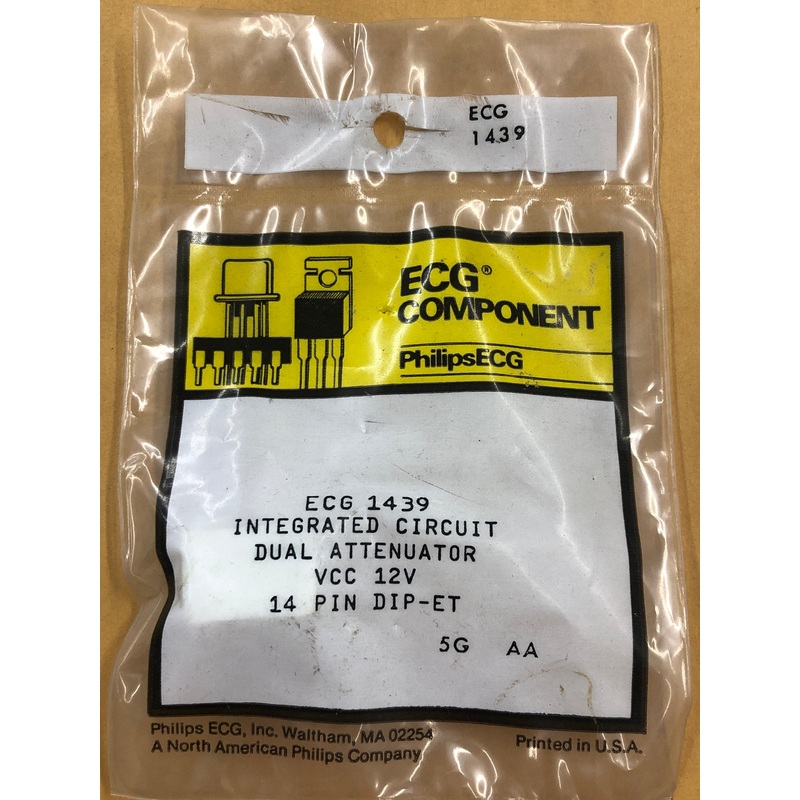 ECG
1439
ECG®
COMPONENT
PhilipsECG
ECG 1439
INTEGRATED CIRCUIT
DUAL ATTENUATOR
VCC 12V
14 PIN DIP-ET
5G AA
Philips ECG, Inc. Waltham, MA 02254
A North American Philips Company
Printed in U.S.A.